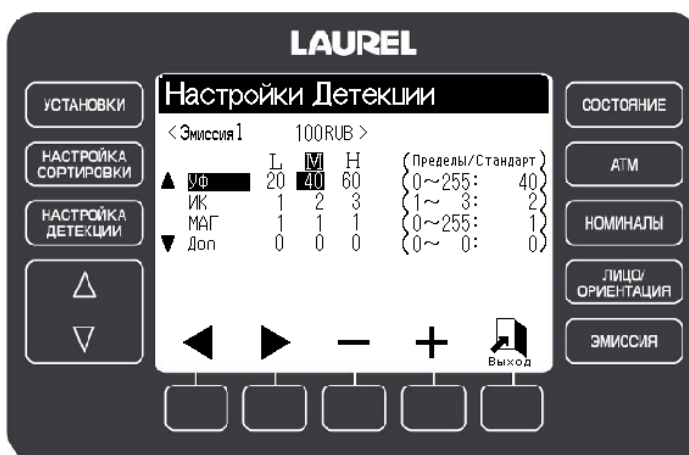 LAUREL
УСТАНОВКИ
НАСТРОЙКА
СОРТИРОВКИ
НАСТРОЙКА
ДЕТЕКЦИИ
Настройки Детекции
<Эмиссия1 100RUB>
L M H (Пределы/Стандарт)
▲ УФ 20 40 60 (0~255: 40)
ИК 1 2 3 (1~ 3: 2)
МАГ 1 1 1 (0~255: 1)
▼ Доп 0 0 0 (0~ 0: 0)
Выход
СОСТОЯНИЕ
АТМ
НОМИНАЛЫ
ЛИЦО/
ОРИЕНТАЦИЯ
ЭМИССИЯ